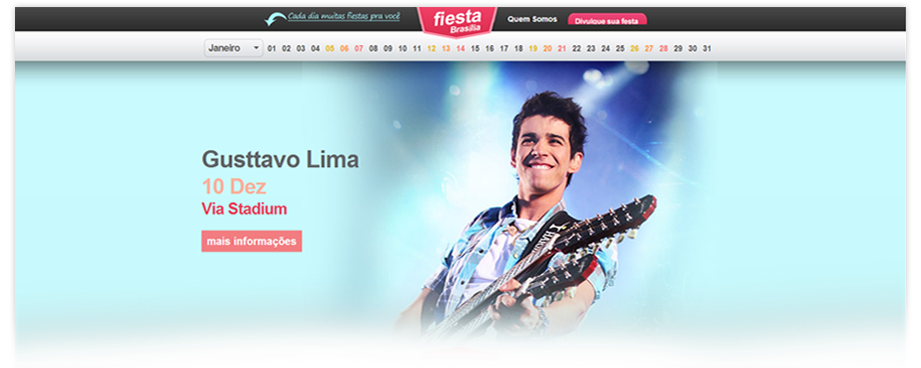 Cada dia muitas fiestas pra você
fiesta
Brasília
Quem Somos
Divulgue sua festa
Janeiro 01 02 03 04 05 06 07 08 09 10 11 12 13 14 15 16 17 18 19 20 21 22 23 24 25 26 27 28 29 30 31
Gusttavo Lima
10 Dez
Via Stadium
mais informações